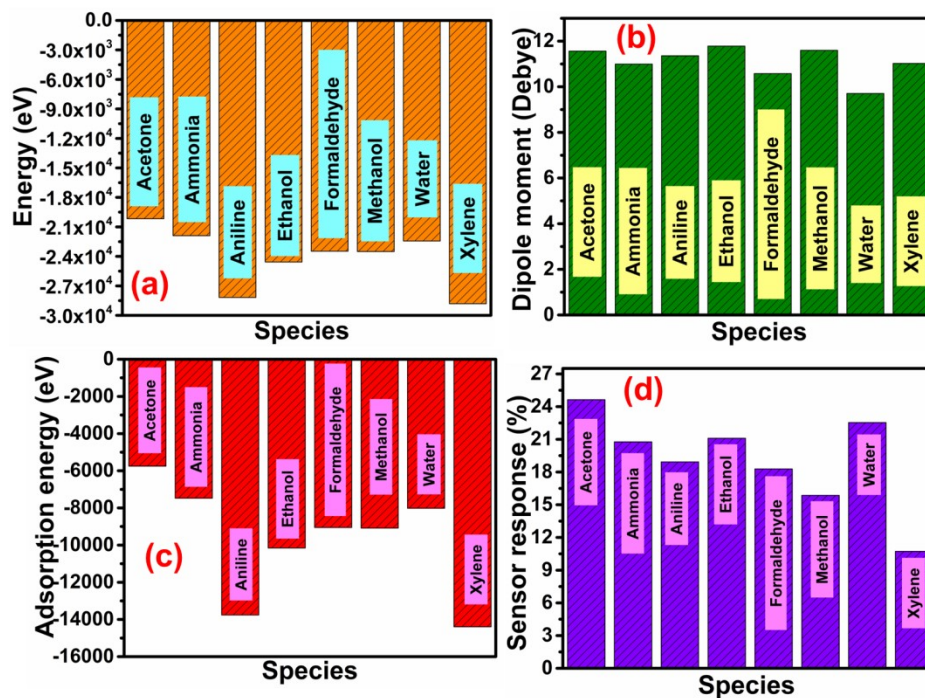 Energy (eV)
0.0
-3.0x10³
-6.0x10³
-9.0x10³
-1.2x10⁴
-1.5x10⁴
-1.8x10⁴
-2.1x10⁴
-2.4x10⁴
-2.7x10⁴
-3.0x10⁴
Acetone
Ammonia
Aniline
Ethanol
Formaldehyde
Methanol
Water
Xylene
(a)
Species
Dipole moment (Debye)
12
10
8
6
4
2
0
(b)
Acetone
Ammonia
Aniline
Ethanol
Formaldehyde
Methanol
Water
Xylene
Species
Adsorption energy (eV)
0
-2000
-4000
-6000
-8000
-10000
-12000
-14000
-16000
Acetone
Ammonia
Aniline
Ethanol
Formaldehyde
Methanol
Water
Xylene
(c)
Species
Sensor response (%)
27
24
21
18
15
12
9
6
3
0
(d)
Acetone
Ammonia
Aniline
Ethanol
Formaldehyde
Methanol
Water
Xylene
Species